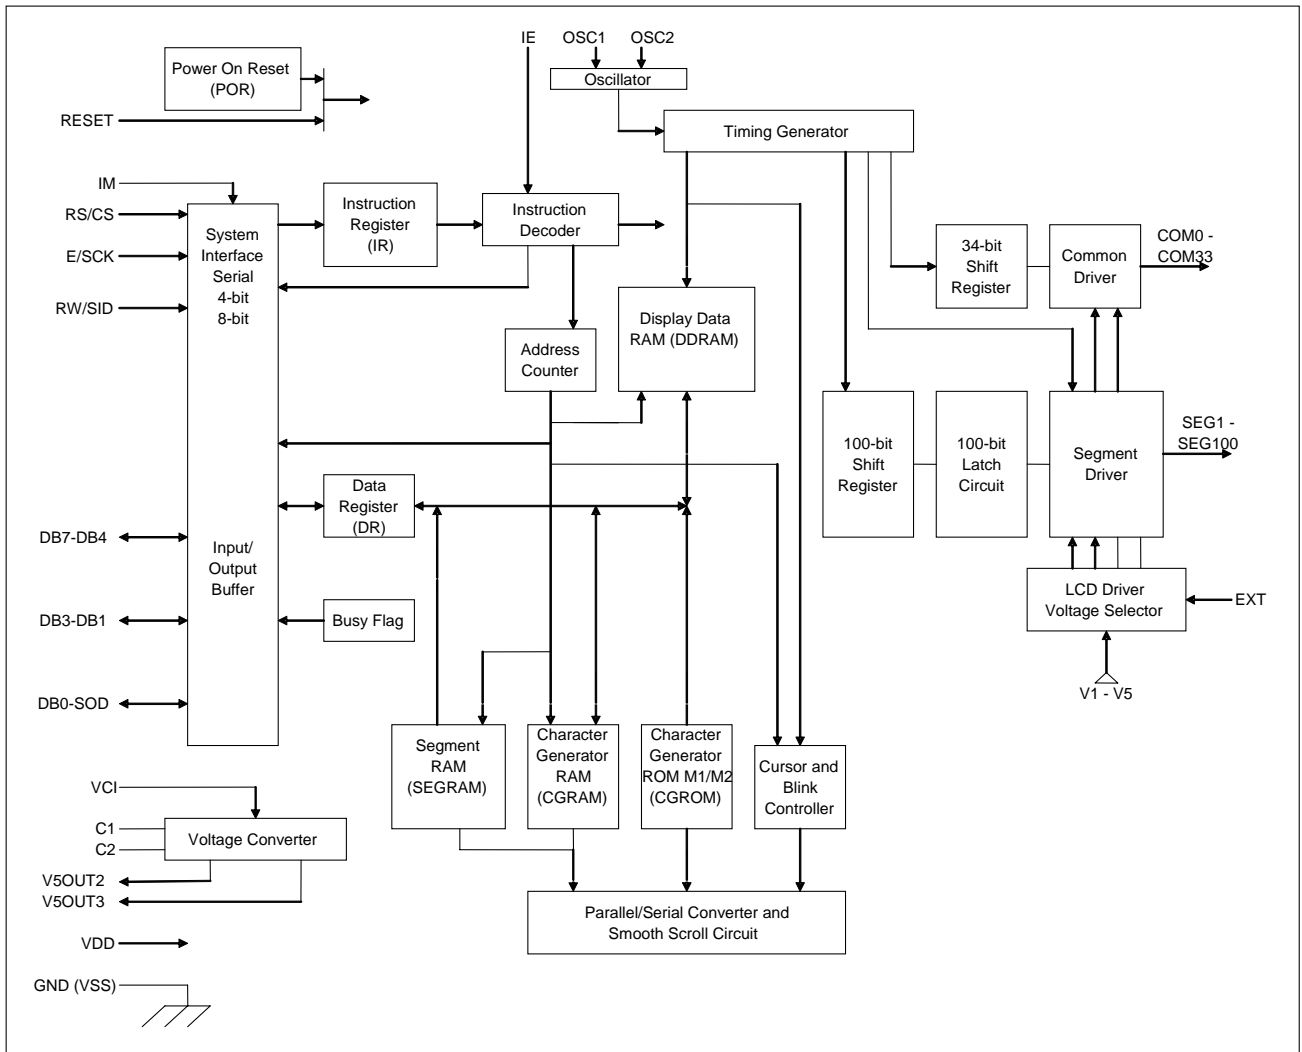 IE
OSC1
OSC2
Power On Reset
(POR)
Oscillator
RESET
Timing Generator
IM
RS/CS
E/SCK
RW/SID
System
Interface
Serial
4-bit
8-bit
Input/
Output
Buffer
Instruction
Register
(IR)
Instruction
Decoder
34-bit
Shift
Register
Common
Driver
COM0 -
COM33
Address
Counter
Display Data
RAM (DDRAM)
100-bit
Shift
Register
100-bit
Latch
Circuit
Segment
Driver
SEG1 -
SEG100
Data
Register
(DR)
DB7-DB4
DB3-DB1
DB0-SOD
Busy Flag
LCD Driver
Voltage Selector
EXT
V1 - V5
Segment
RAM
(SEGRAM)
Character
Generator
RAM
(CGRAM)
Character
Generator
ROM M1/M2
(CGROM)
Cursor and
Blink
Controller
VCI
C1
C2
Voltage Converter
V5OUT2
V5OUT3
Parallel/Serial Converter and
Smooth Scroll Circuit
VDD
GND (VSS)